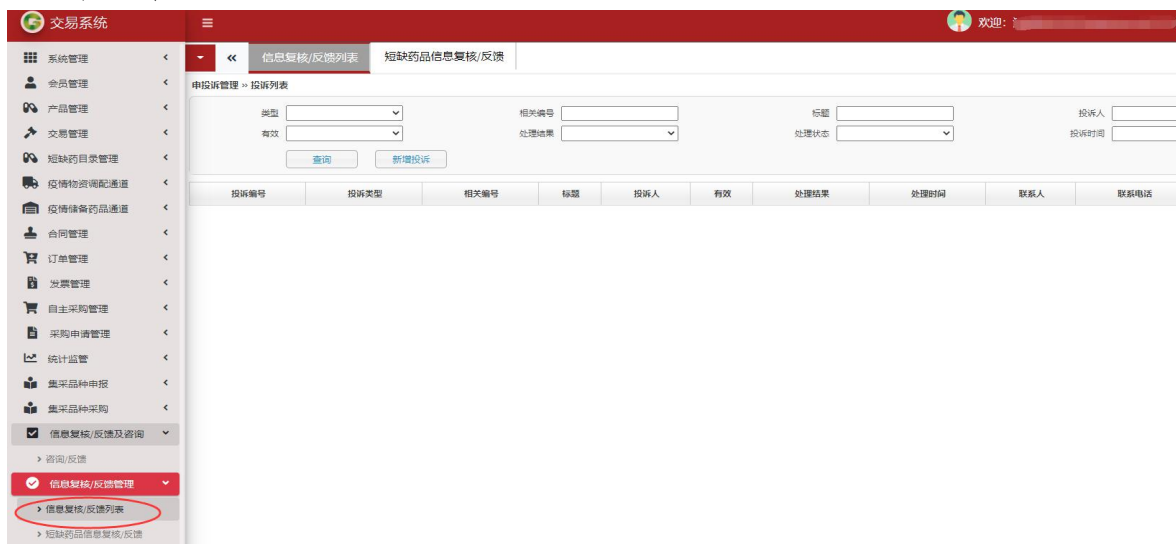 交易系统
欢迎：
系统管理
会员管理
产品管理
交易管理
短缺药目录管理
疫情物资调配通道
疫情储备药品通道
合同管理
订单管理
发票管理
自主采购管理
采购申请管理
统计监管
集采品种申报
集采品种采购
信息复核/反馈及咨询
咨询/反馈
信息复核/反馈管理
信息复核/反馈列表
短缺药品信息复核/反馈
信息复核/反馈列表 短缺药品信息复核/反馈
申投诉管理 » 投诉列表
类型 相关编号 标题 投诉人
有效 处理结果 处理状态 投诉时间
查询 新增投诉
投诉编号 投诉类型 相关编号 标题 投诉人 有效 处理结果 处理时间 联系人 联系电话